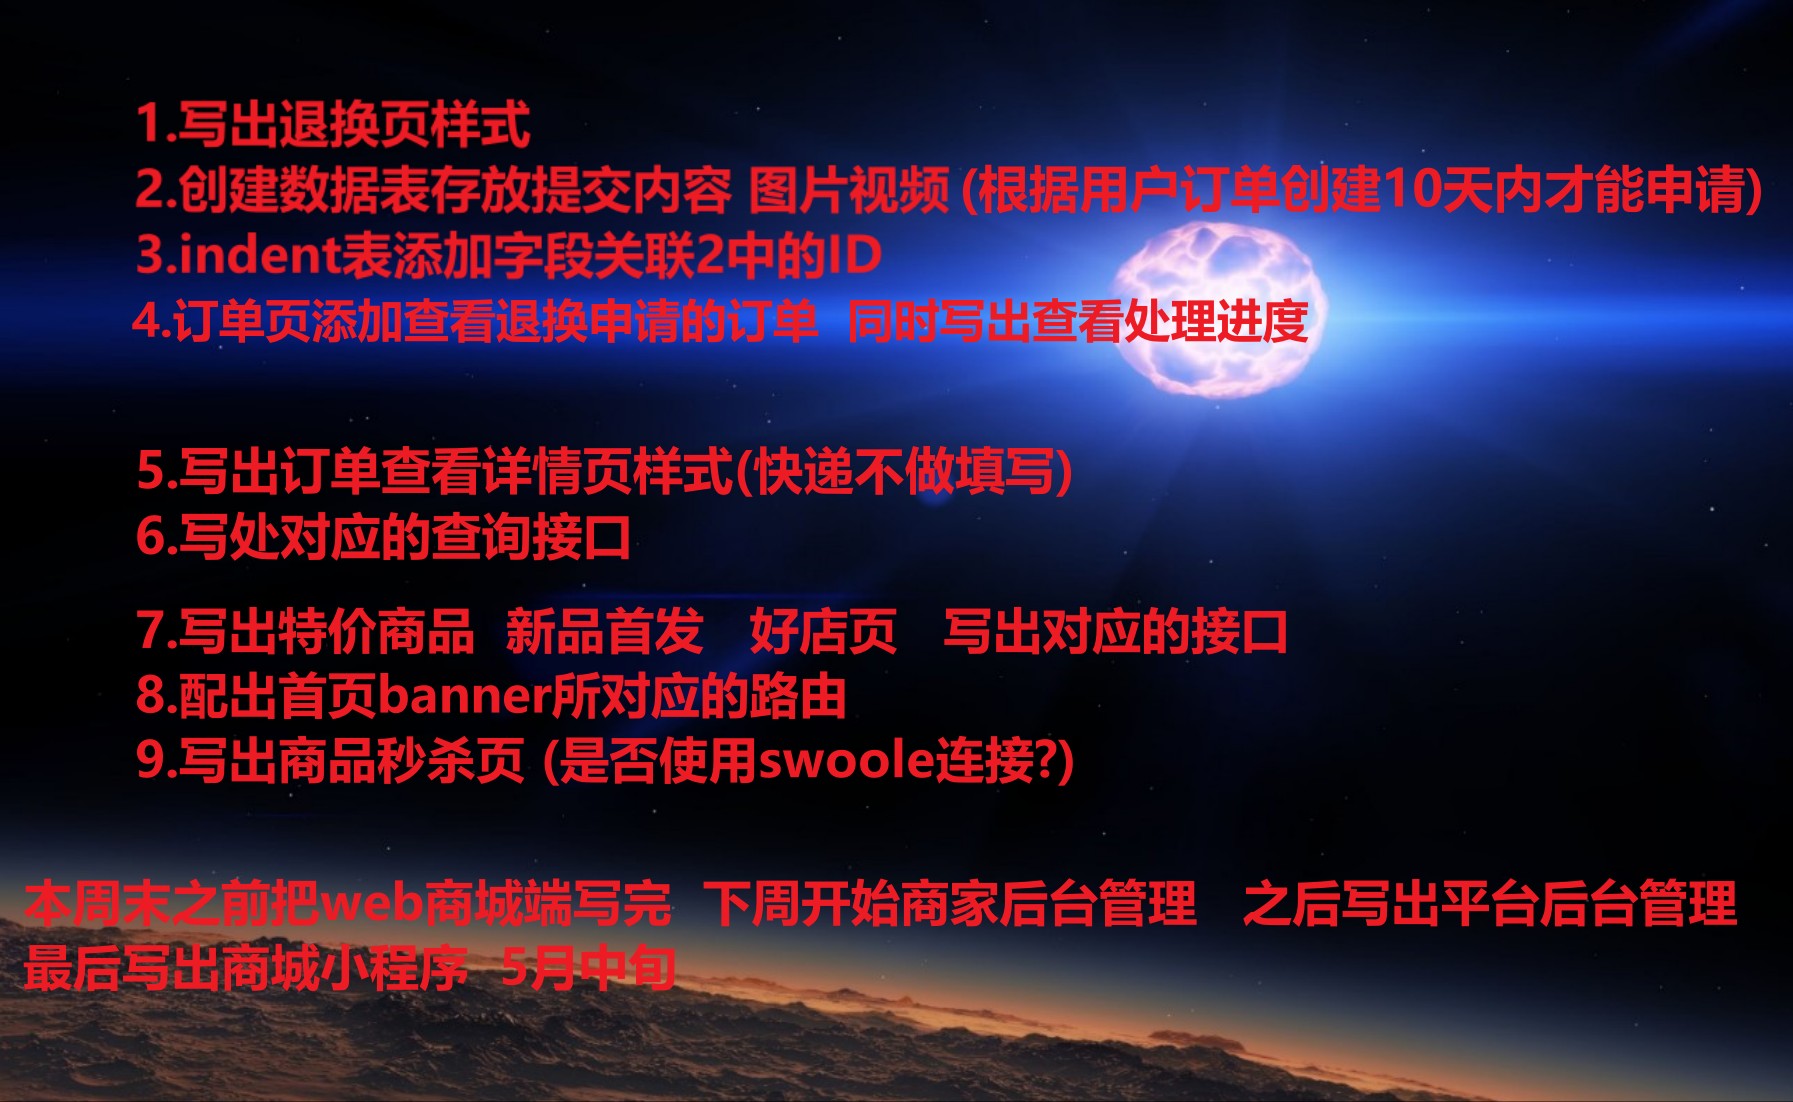 1.写出退换页样式
2.创建数据表存放提交内容 图片视频 (根据用户订单创建10天内才能申请)
3.indent表添加字段关联2中的ID
4.订单页添加查看退换申请的订单 同时写出查看处理进度
5.写出订单查看详情页样式(快递不做填写)
6.写处对应的查询接口
7.写出特价商品 新品首发 好店页 写出对应的接口
8.配出首页banner所对应的路由
9.写出商品秒杀页 (是否使用swoole连接?)
本周末之前把web商城端写完 下周开始商家后台管理 之后写出平台后台管理
最后写出商城小程序 5月中旬